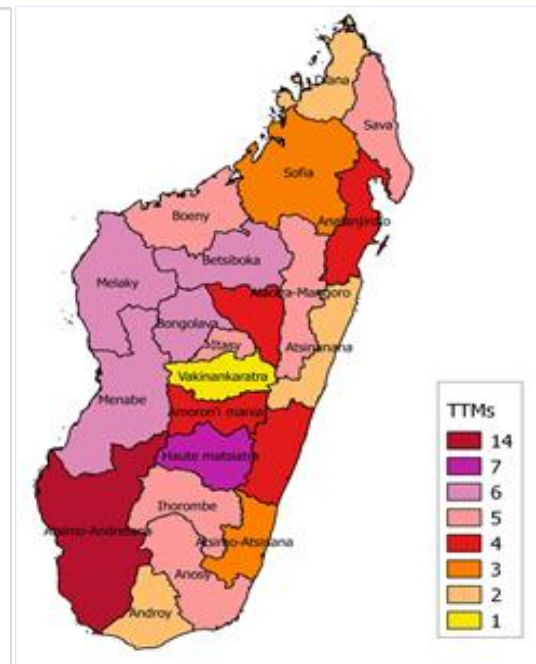 Diana
Sava
Sofia
Analanjirofo
Boeny
Betsiboka
Melaky
Alaotra-Mangoro
Bongolava
Itasy
Atsinanana
Vakinankaratra
Menabe
Amoron'i mania
Haute matsiatra
Ihorombe
Atsimo-Andrefana
Atsimo-Atsinana
Anosy
Androy
TTMs
14
7
6
5
4
3
2
1